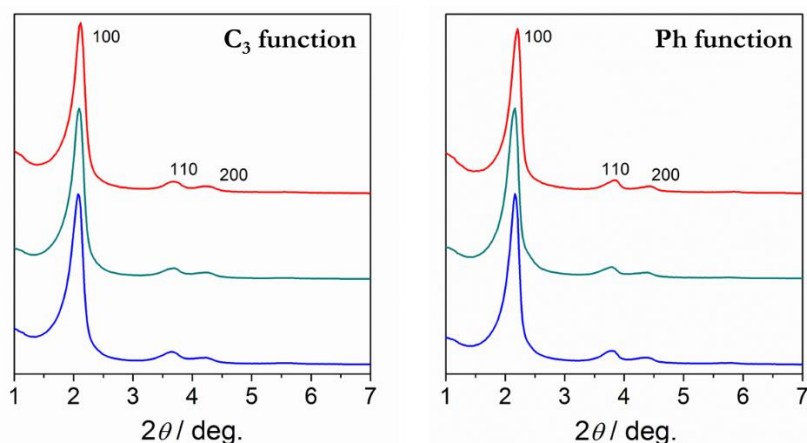 C₃ function
100
110
200
1 2 3 4 5 6 7
2θ / deg.
Ph function
100
110
200
1 2 3 4 5 6 7
2θ / deg.